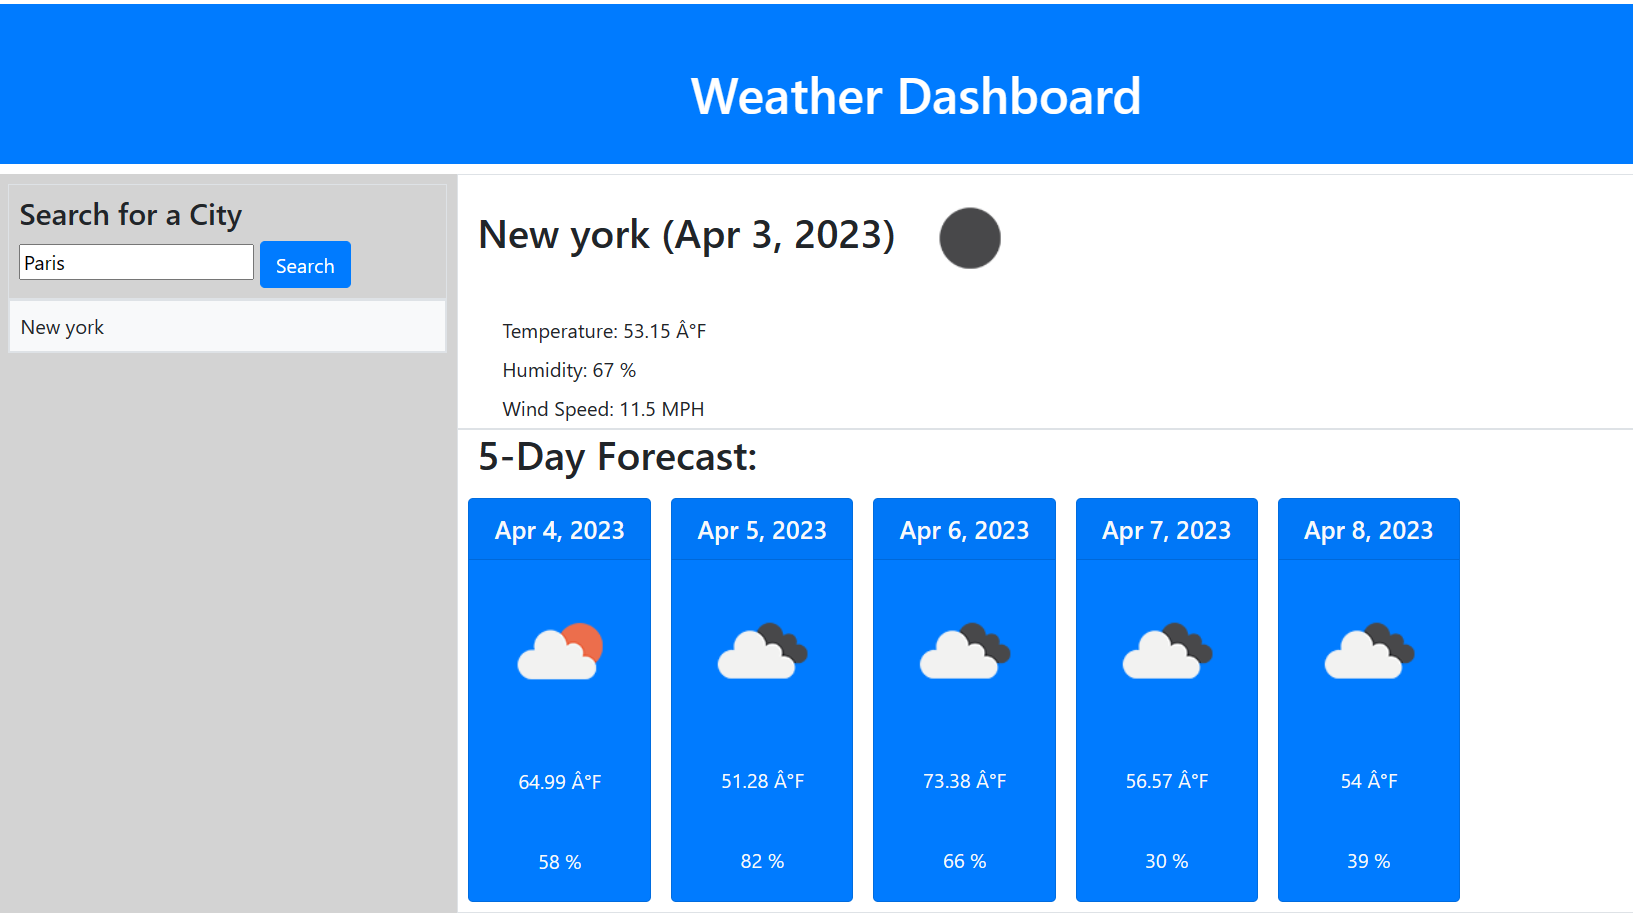 Weather Dashboard
Search for a City
Paris
Search
New york
New york (Apr 3, 2023)
Temperature: 53.15 Â°F
Humidity: 67 %
Wind Speed: 11.5 MPH
5-Day Forecast:
Apr 4, 2023
64.99 Â°F
58 %
Apr 5, 2023
51.28 Â°F
82 %
Apr 6, 2023
73.38 Â°F
66 %
Apr 7, 2023
56.57 Â°F
30 %
Apr 8, 2023
54 Â°F
39 %